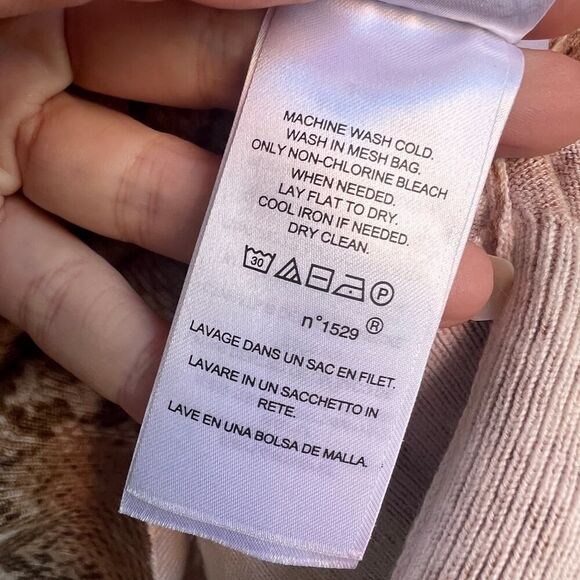 MACHINE WASH COLD.
WASH IN MESH BAG.
ONLY NON-CHLORINE BLEACH
WHEN NEEDED.
LAY FLAT TO DRY.
COOL IRON IF NEEDED.
DRY CLEAN.
30 P
n°1529 ®
LAVAGE DANS UN SAC EN FILET.
LAVARE IN UN SACCHETTO IN
RETE.
LAVE EN UNA BOLSA DE MALLA.